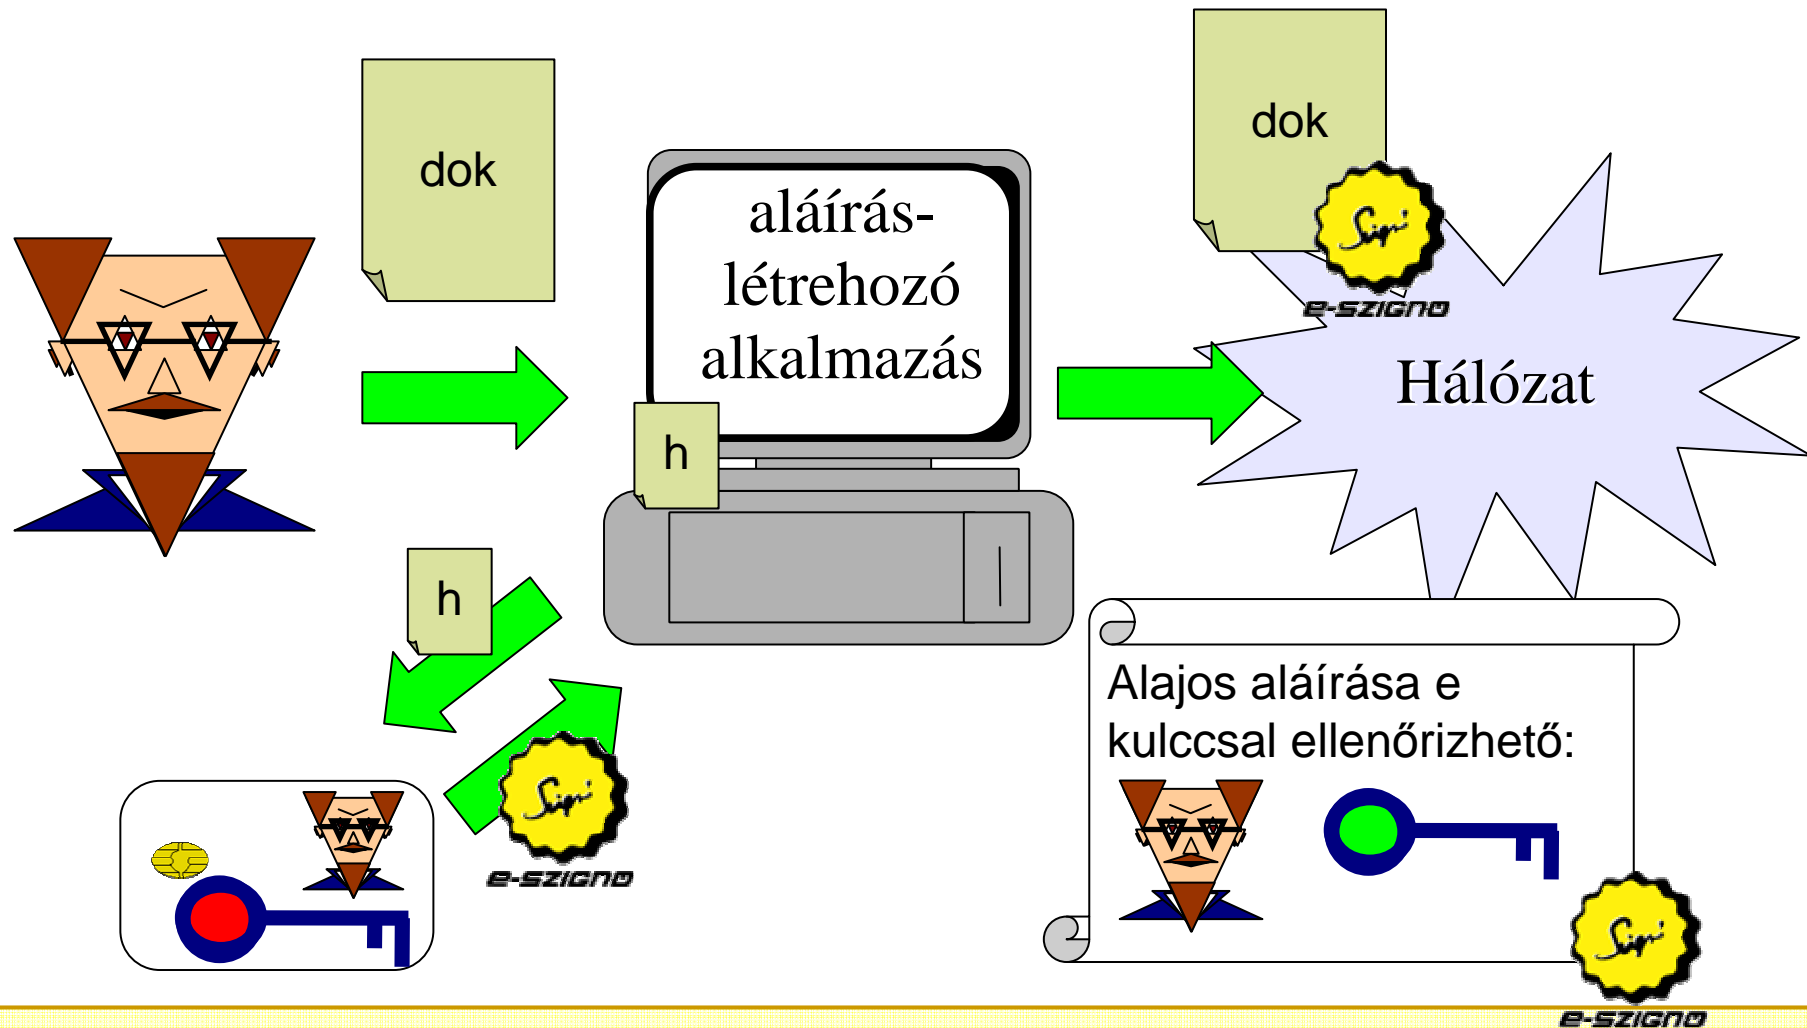 dok
dok
aláírás-
létrehozó
alkalmazás
h
Hálózat
e-szigno
h
e-szigno
Alajos aláírása e
kulccsal ellenőrizhető:
e-szigno